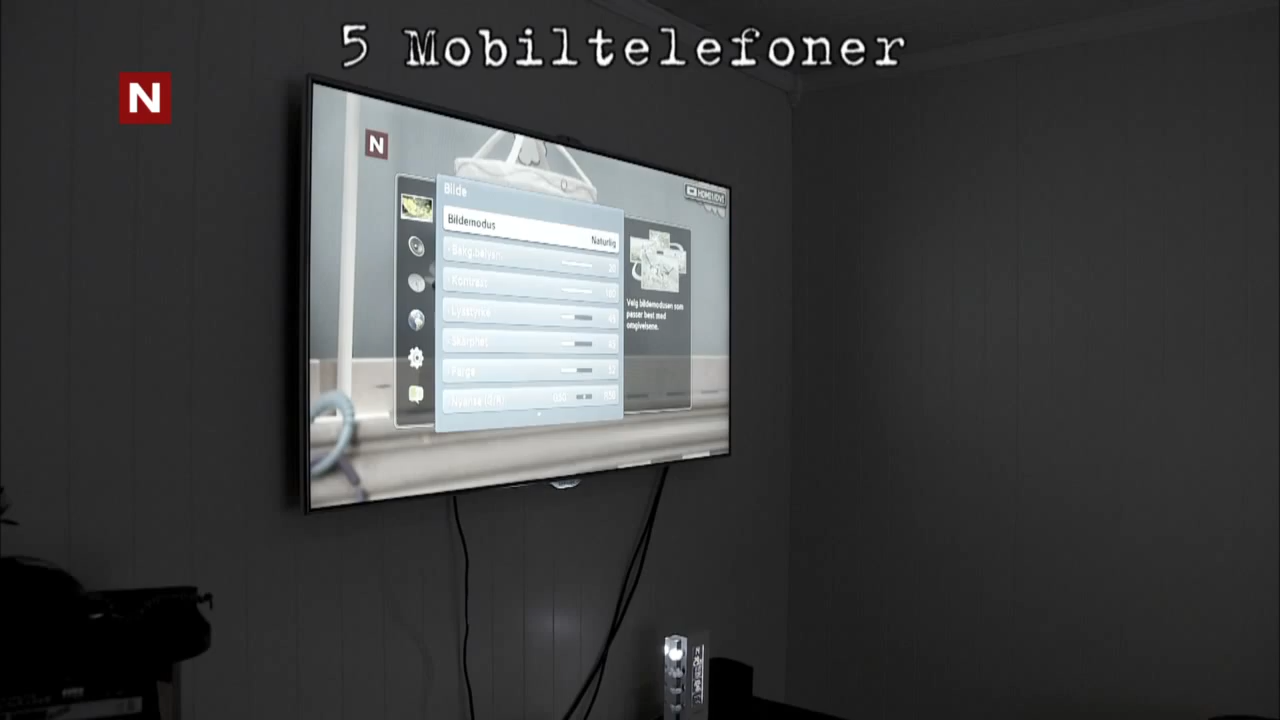 5 Mobiltelefoner
N
N
Bilde
Bildemodus
Naturlig
Kontrast
Lysstyrke
Skarphet
Farge
Velg bildemodusen som
passer best med
omgivelsene.